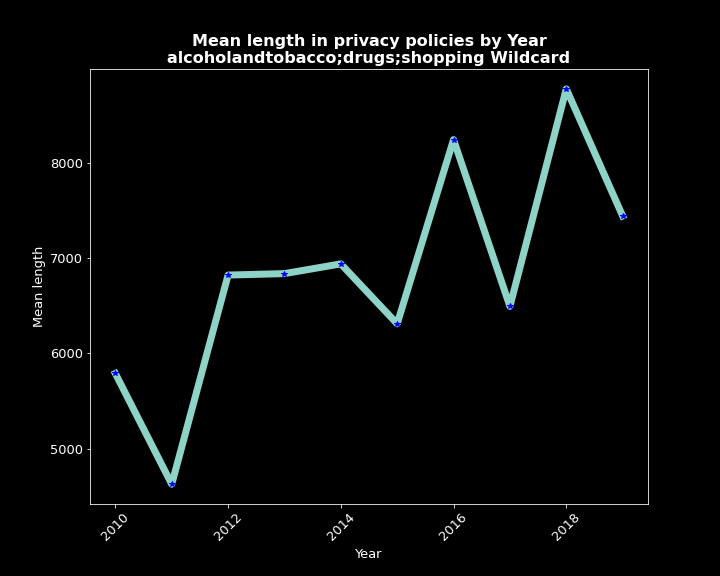 Mean length in privacy policies by Year
alcoholandtobacco;drugs;shopping Wildcard
8000
7000
6000
5000
Mean length
2010
2012
2014
2016
2018
Year